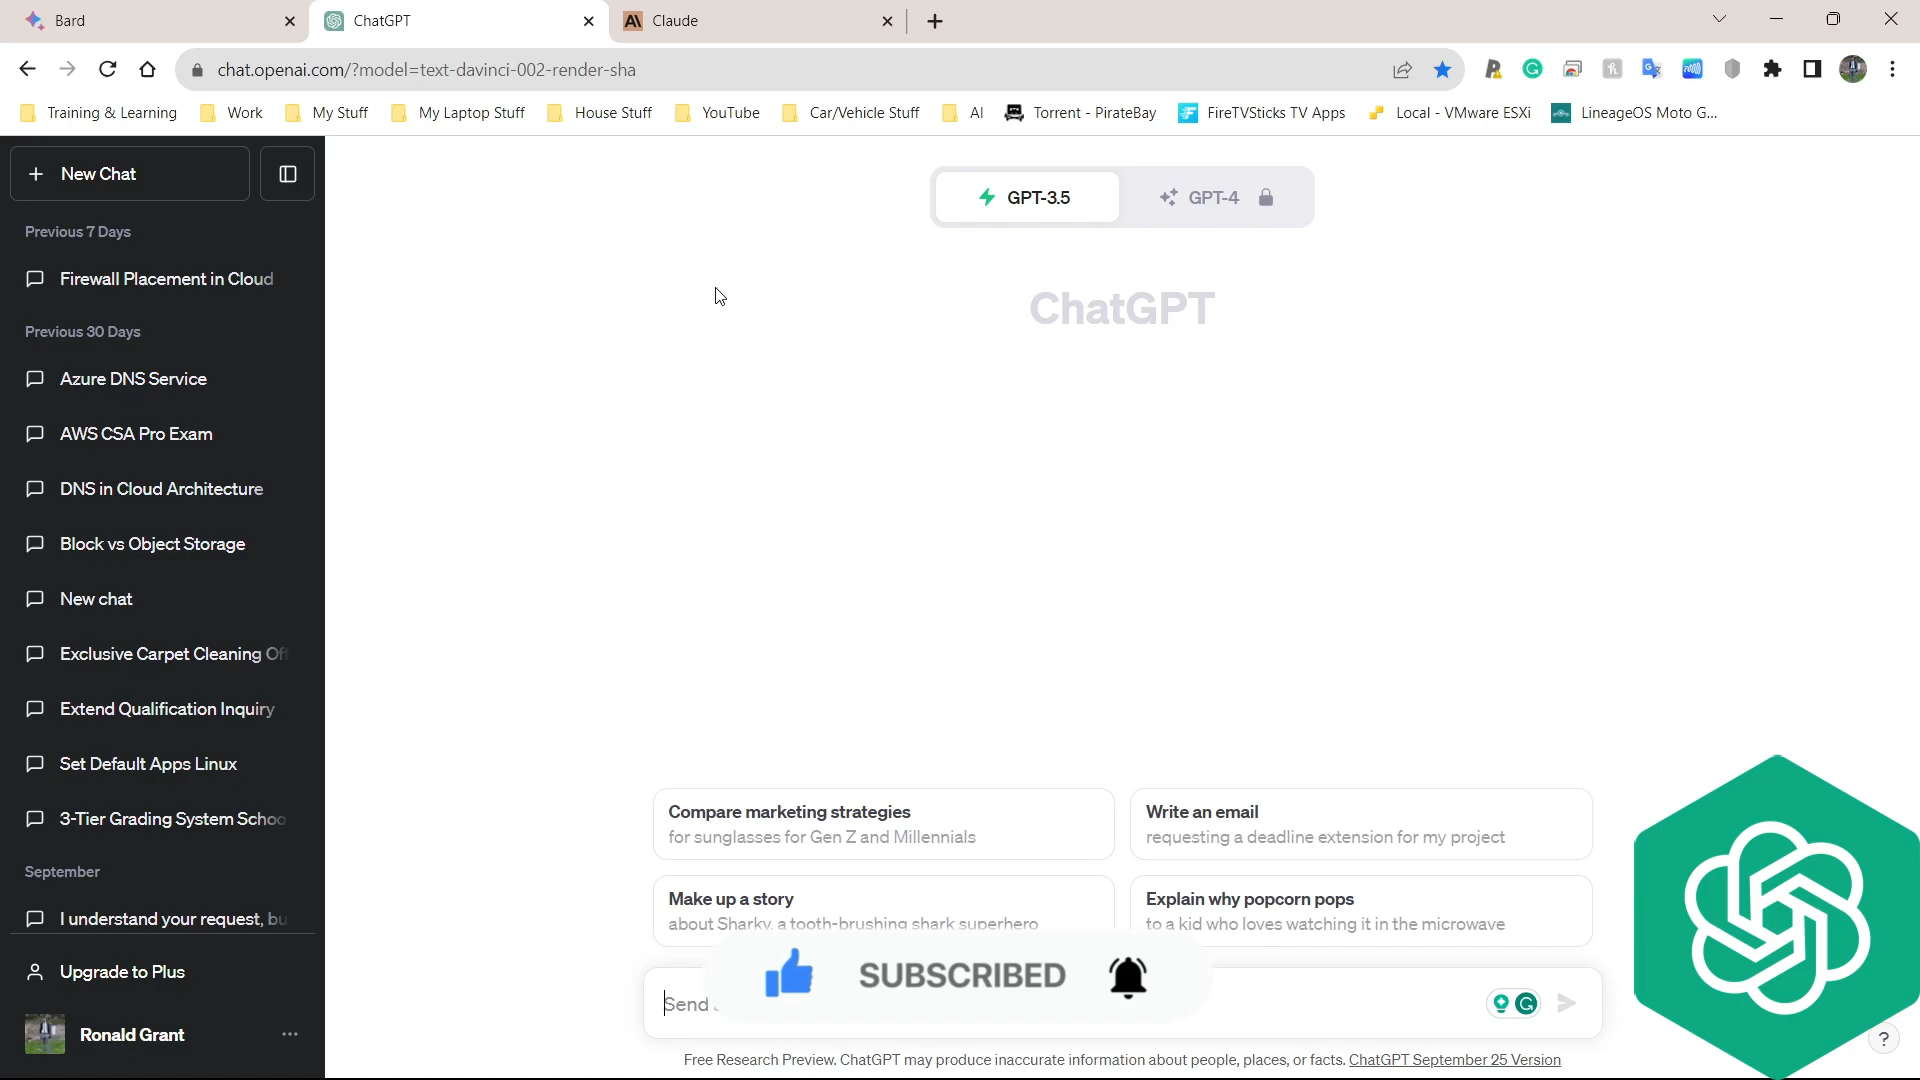 Bard
ChatGPT
Claude
chat.openai.com/?model=text-davinci-002-render-sha
Training & Learning
Work
My Stuff
My Laptop Stuff
House Stuff
YouTube
Car/Vehicle Stuff
AI
Torrent - PirateBay
FireTVSticks TV Apps
Local - VMware ESXi
LineageOS Moto G...
New Chat
GPT-3.5
GPT-4
Previous 7 Days
Firewall Placement in Cloud
ChatGPT
Previous 30 Days
Azure DNS Service
AWS CSA Pro Exam
DNS in Cloud Architecture
Block vs Object Storage
New chat
Exclusive Carpet Cleaning Off
Extend Qualification Inquiry
Set Default Apps Linux
3-Tier Grading System Schoo
September
I understand your request, bu
Upgrade to Plus
Ronald Grant
Compare marketing strategies
for sunglasses for Gen Z and Millennials
Write an email
requesting a deadline extension for my project
Make up a story
about Sharky, a tooth-brushing shark superhero
Explain why popcorn pops
to a kid who loves watching it in the microwave
SUBSCRIBED
Send
Free Research Preview. ChatGPT may produce inaccurate information about people, places, or facts. ChatGPT September 25 Version
?